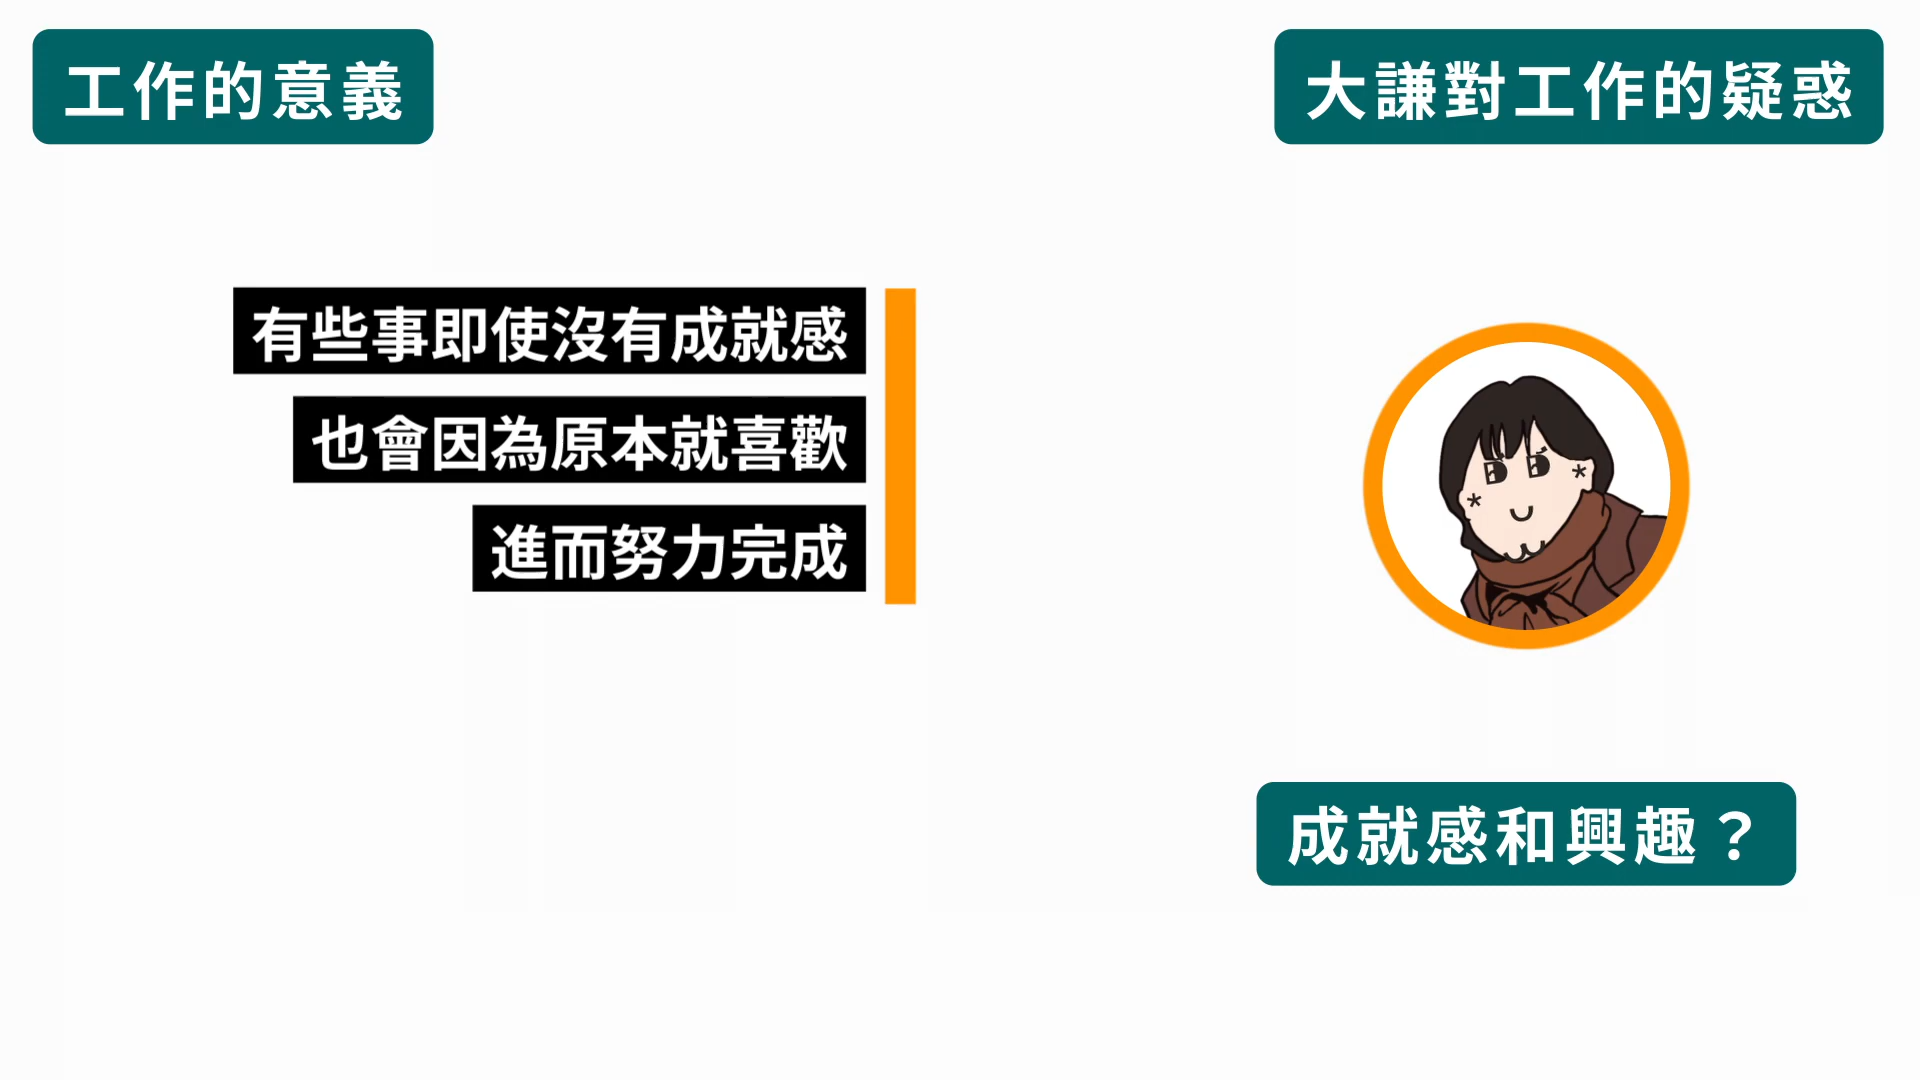 工作的意義
大謙對工作的疑惑
有些事即使沒有成就感
也會因為原本就喜歡
進而努力完成
成就感和興趣？